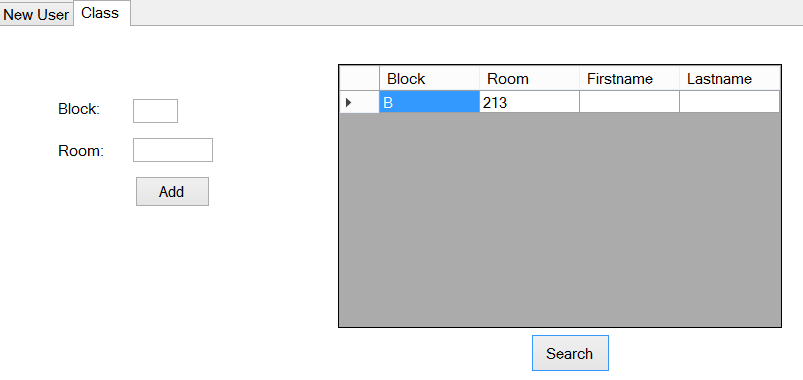 New User Class
Block:
Room:
Add
Block Room Firstname Lastname
B 213
Search